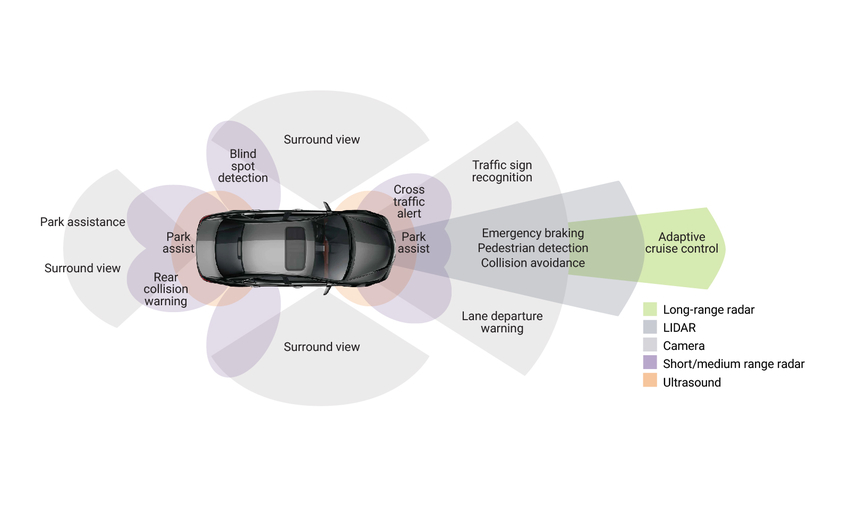 Surround view
Blind
spot
detection
Traffic sign
recognition
Cross
traffic
alert
Park assistance
Park
assist
Park
assist
Emergency braking
Pedestrian detection
Collision avoidance
Adaptive
cruise control
Surround view
Rear
collision
warning
Lane departure
warning
Surround view
Long-range radar
LIDAR
Camera
Short/medium range radar
Ultrasound